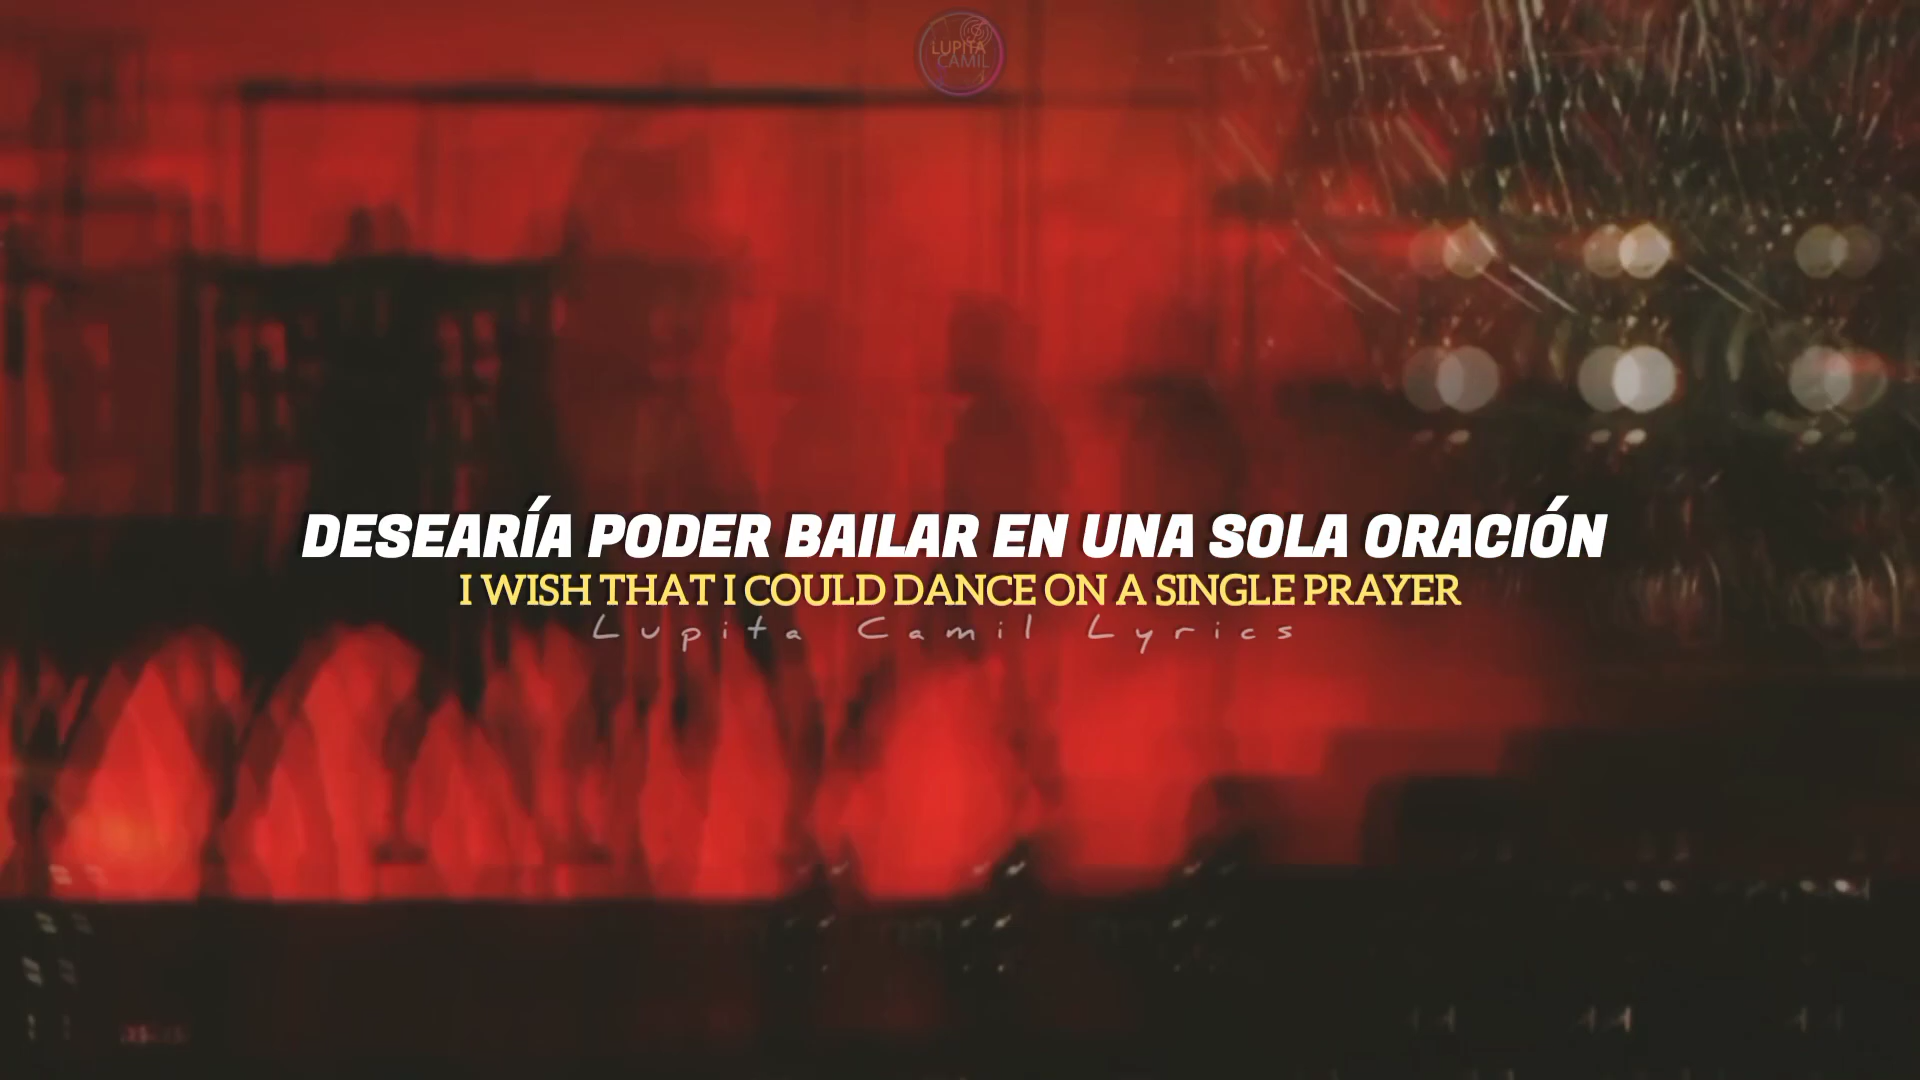 LUPITA
CAMIL
DESEARÍA PODER BAILAR EN UNA SOLA ORACIÓN
I WISH THAT I COULD DANCE ON A SINGLE PRAYER
Lupita Camil Lyrics